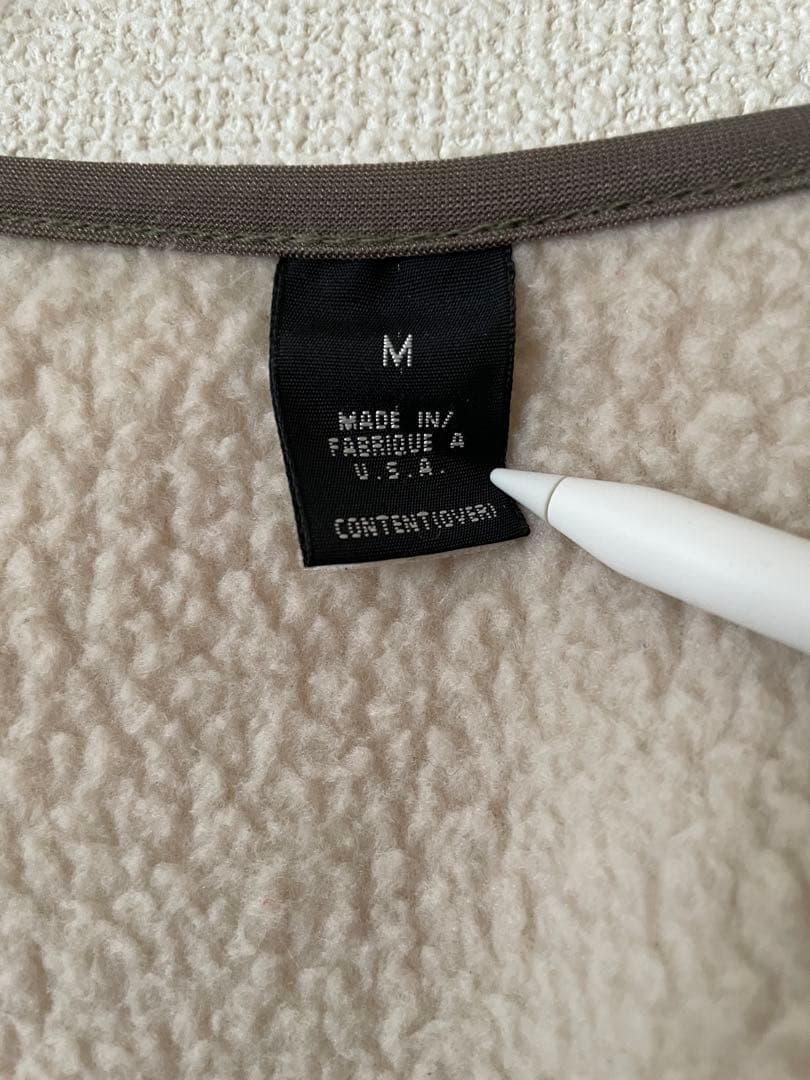 M
MADE IN/
FABRIQUE A
U.S.A.
CONTENT(OVER)